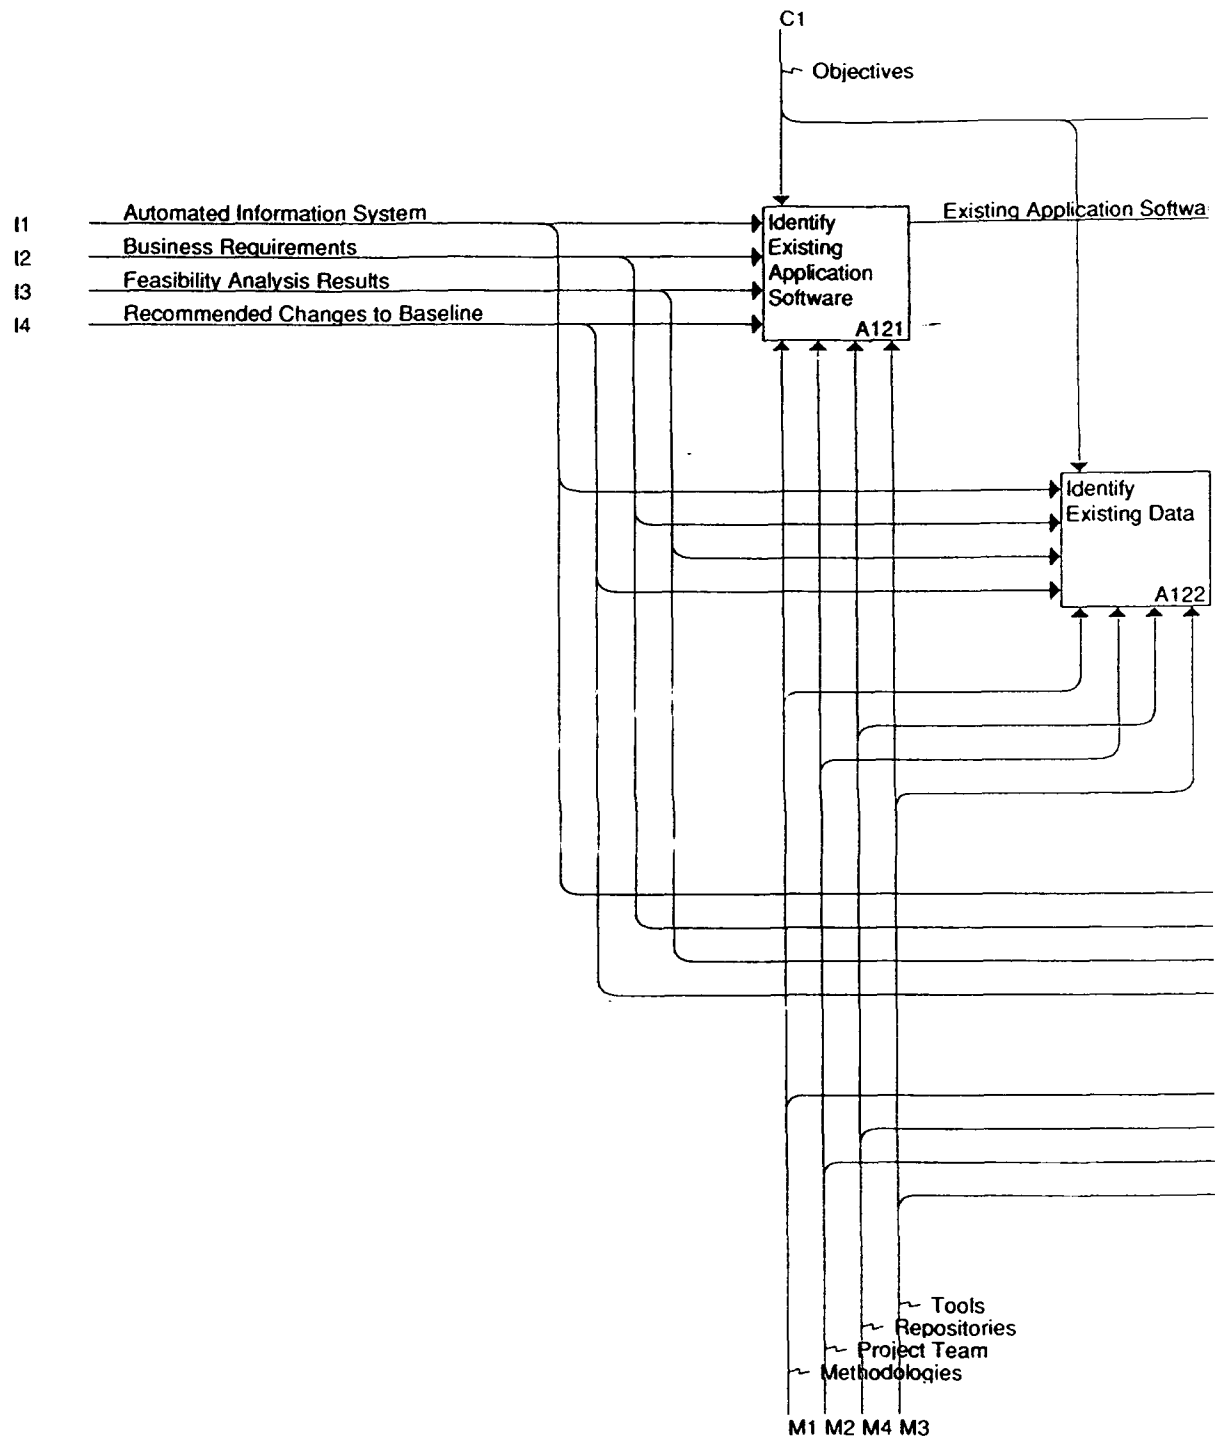 C1
Objectives
I1
Automated Information System
I2
Business Requirements
I3
Feasibility Analysis Results
I4
Recommended Changes to Baseline
Identify
Existing
Application
Software
A121
Existing Application Softwa
Identify
Existing Data
A122
Tools
Repositories
Project Team
Methodologies
M1 M2 M4 M3